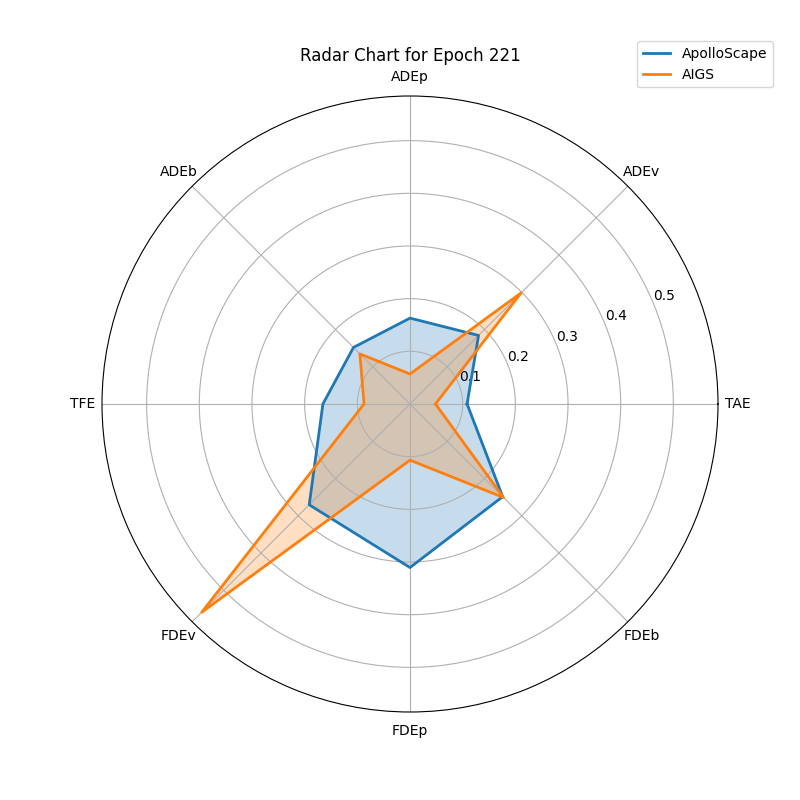 Radar Chart for Epoch 221
ApolloScape
AIGS
ADEp
ADEb
ADEv
0.5
0.4
0.3
0.2
0.1
TFE
TAE
FDEv
FDEb
FDEp